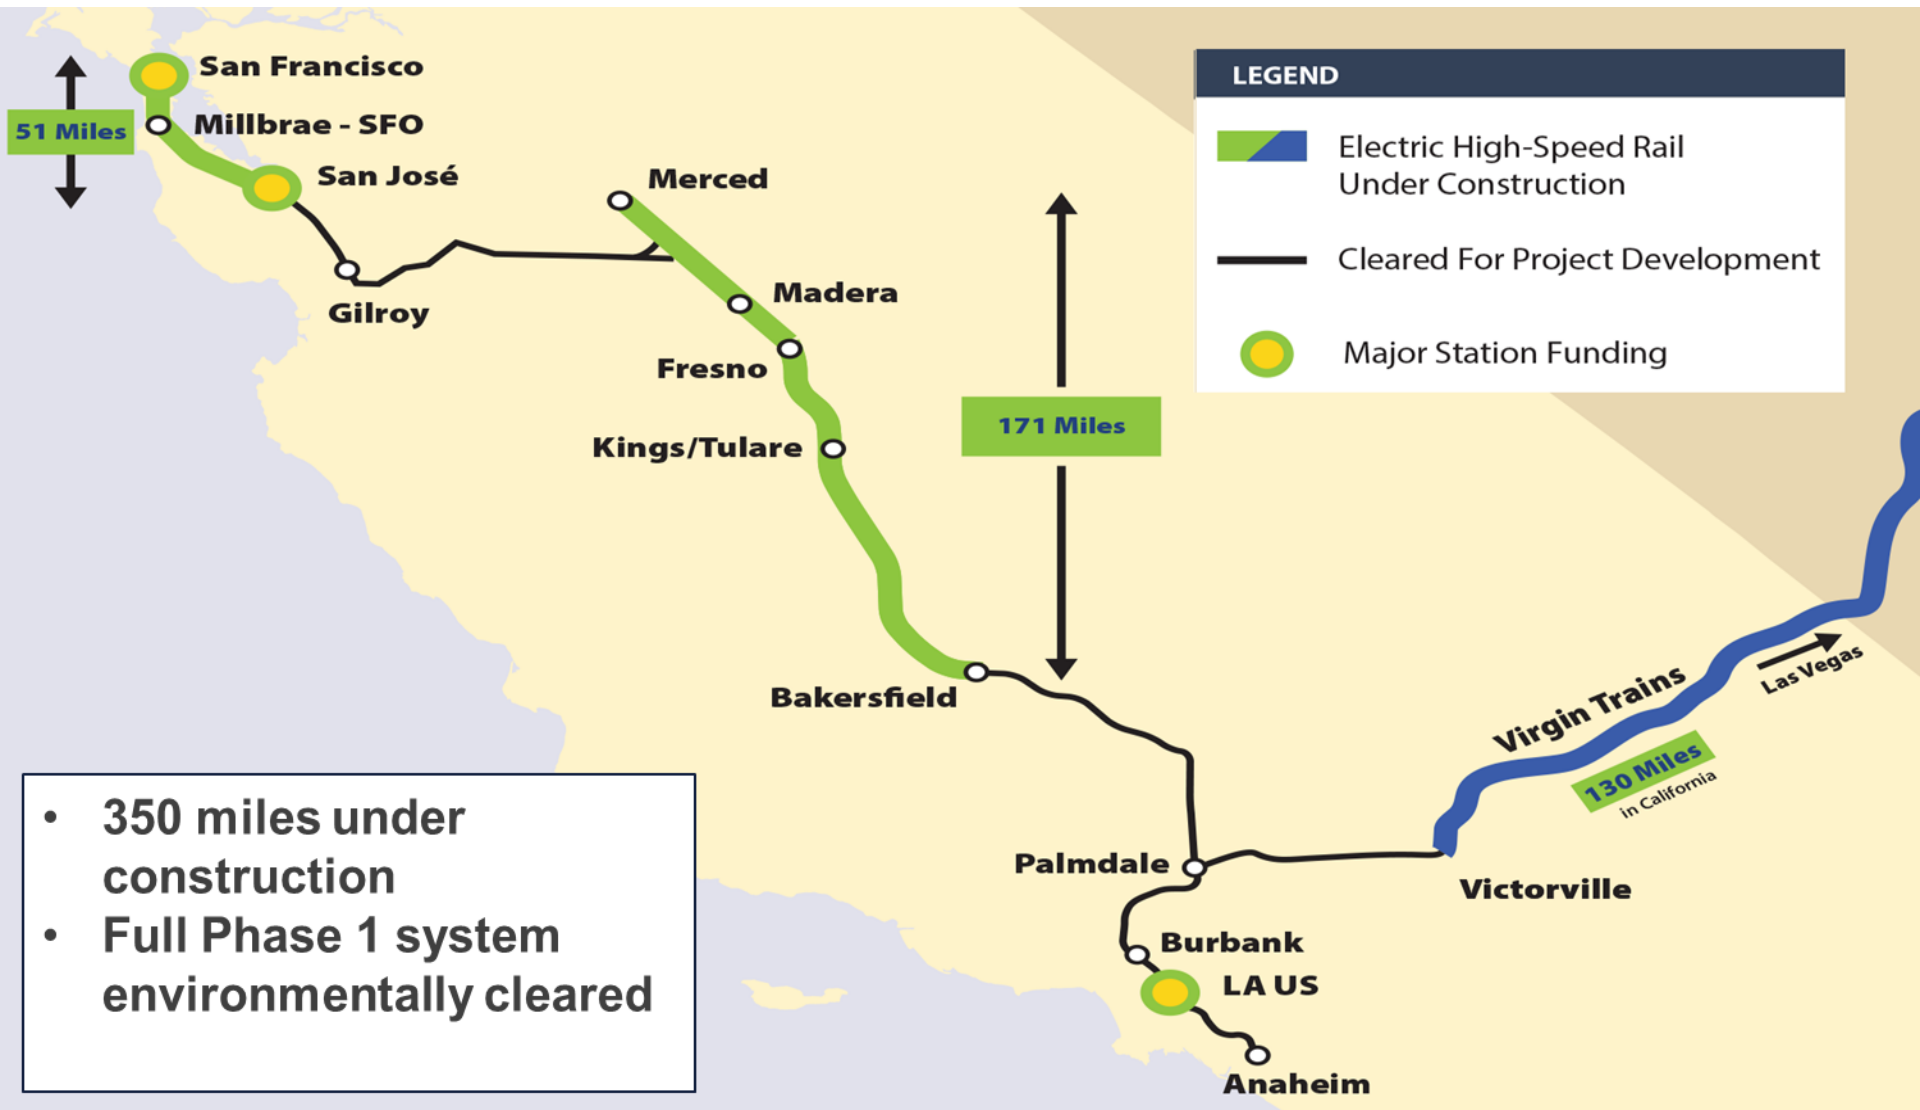 San Francisco
51 Miles
Millbrae - SFO
San José
Merced
Gilroy
Madera
Fresno
Kings/Tulare
171 Miles
Bakersfield
LEGEND
Electric High-Speed Rail
Under Construction
Cleared For Project Development
Major Station Funding
Virgin Trains
Las Vegas
130 Miles
in California
Palmdale
Victorville
Burbank
LA US
Anaheim
• 350 miles under
construction
• Full Phase 1 system
environmentally cleared